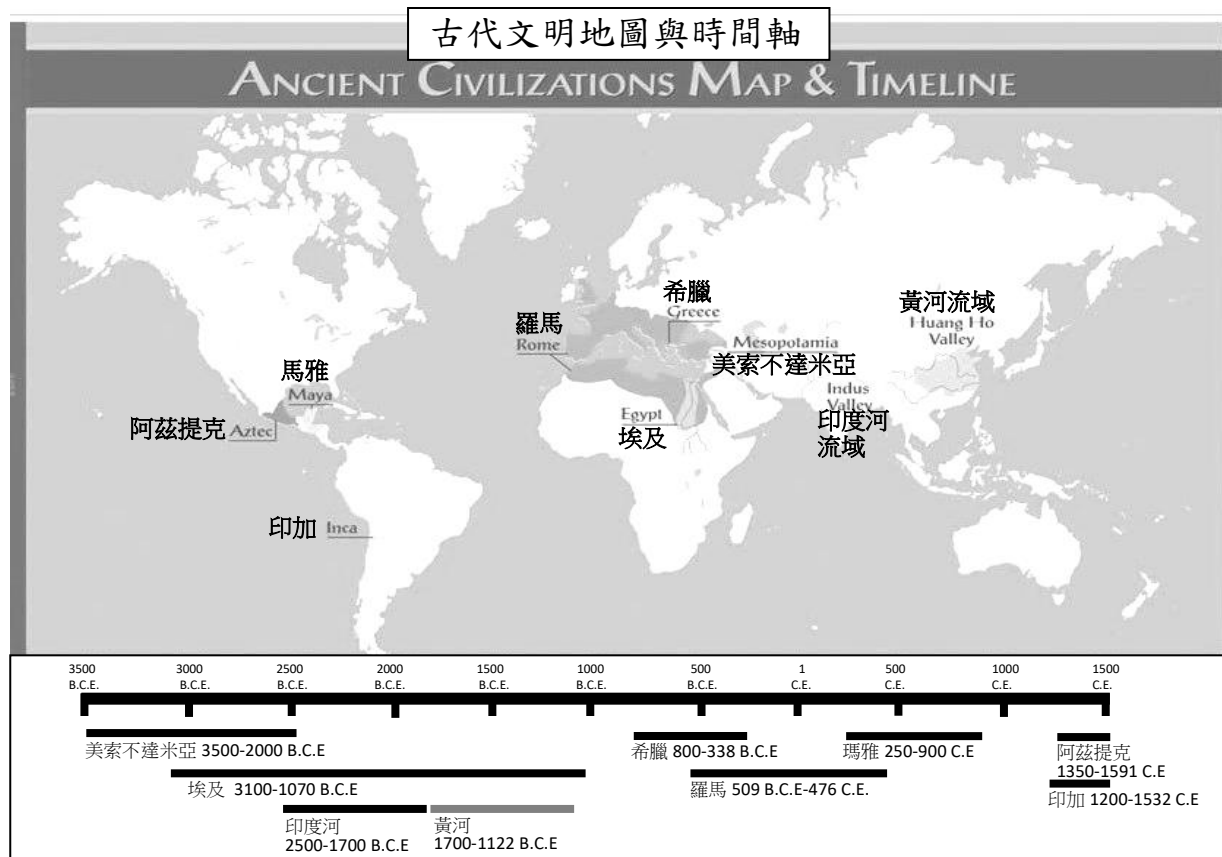 古代文明地圖與時間軸
ANCIENT CIVILIZATIONS MAP & TIMELINE
希臘
Greece
黃河流域
Huang Ho
Valley
羅馬
Rome
Mesopotamia
美索不達米亞
馬雅
Maya
Indus
Valley
印度河
流域
阿茲提克 Aztec
Egypt
埃及
印加 Inca
3500 3000 2500 2000 1500 1000 500 1 500 1000 1500
B.C.E. B.C.E. B.C.E. B.C.E. B.C.E. B.C.E. B.C.E. C.E. C.E. C.E. C.E.
美索不達米亞 3500-2000 B.C.E
希臘 800-338 B.C.E
瑪雅 250-900 C.E
阿茲提克
1350-1591 C.E
埃及 3100-1070 B.C.E
羅馬 509 B.C.E-476 C.E.
印加 1200-1532 C.E
印度河
2500-1700 B.C.E
黃河
1700-1122 B.C.E